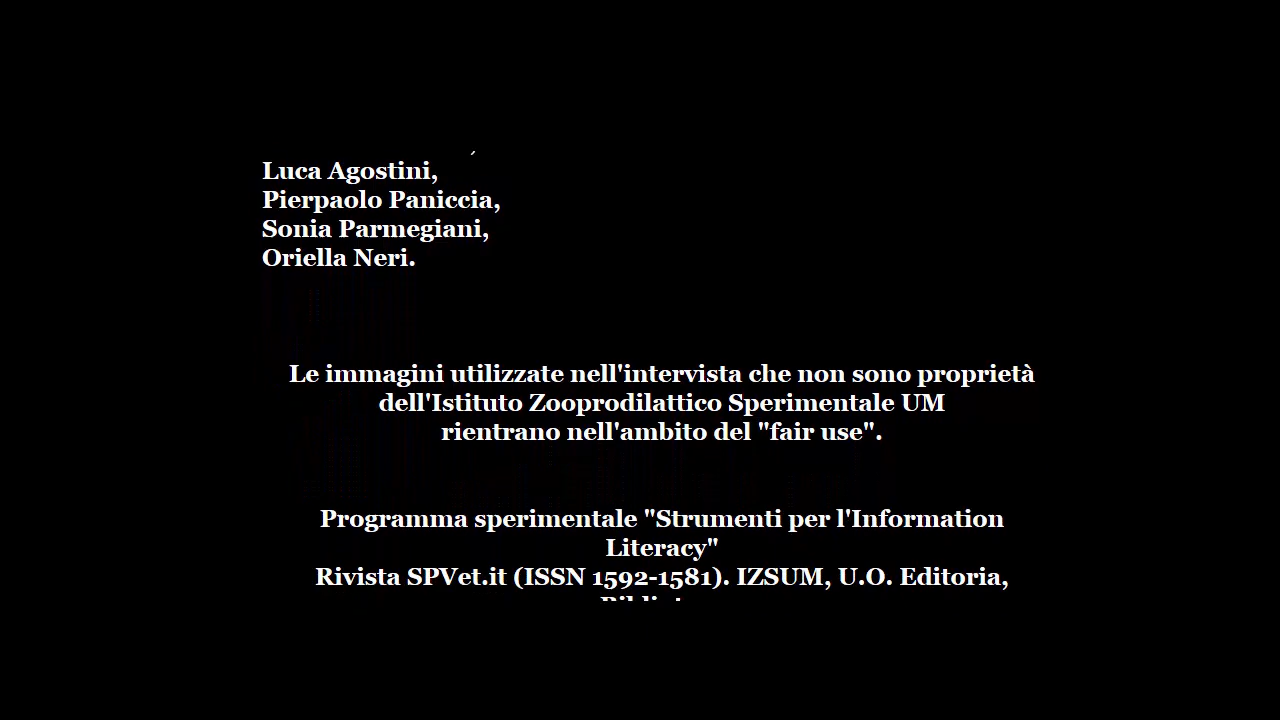 Luca Agostini,
Pierpaolo Paniccia,
Sonia Parmegiani,
Oriella Neri.
Le immagini utilizzate nell'intervista che non sono proprietà
dell'Istituto Zooprodilattico Sperimentale UM
rientrano nell'ambito del "fair use".
Programma sperimentale "Strumenti per l'Information
Literacy"
Rivista SPVet.it (ISSN 1592-1581). IZSUM, U.O. Editoria,